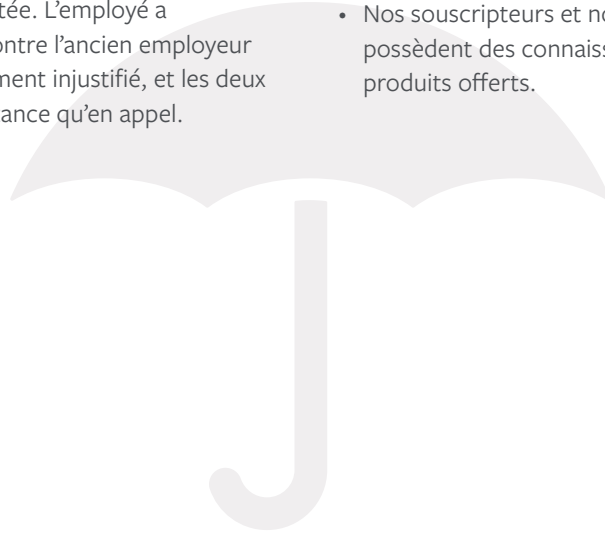 tée. L’employé a
ontre l’ancien employeur
ment injustifié, et les deux
ance qu’en appel.
• Nos souscripteurs et no
possèdent des connaiss
produits offerts.